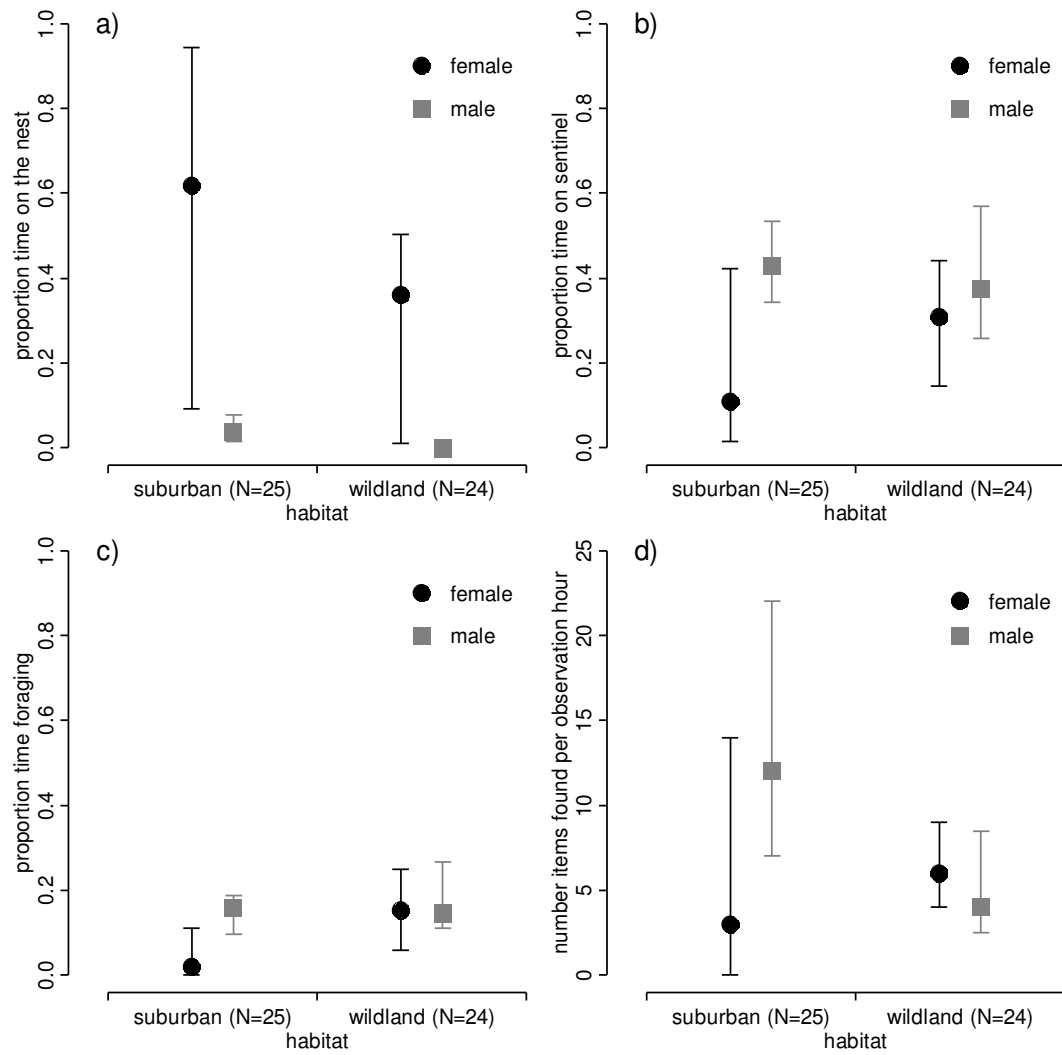 a)
female
male
proportion time on the nest
0.0 0.2 0.4 0.6 0.8 1.0
suburban (N=25) wildland (N=24)
habitat
b)
female
male
proportion time on sentinel
0.0 0.2 0.4 0.6 0.8 1.0
suburban (N=25) wildland (N=24)
habitat
c)
female
male
proportion time foraging
0.0 0.2 0.4 0.6 0.8 1.0
suburban (N=25) wildland (N=24)
habitat
d)
female
male
number items found per observation hour
0 5 10 15 20 25
suburban (N=25) wildland (N=24)
habitat